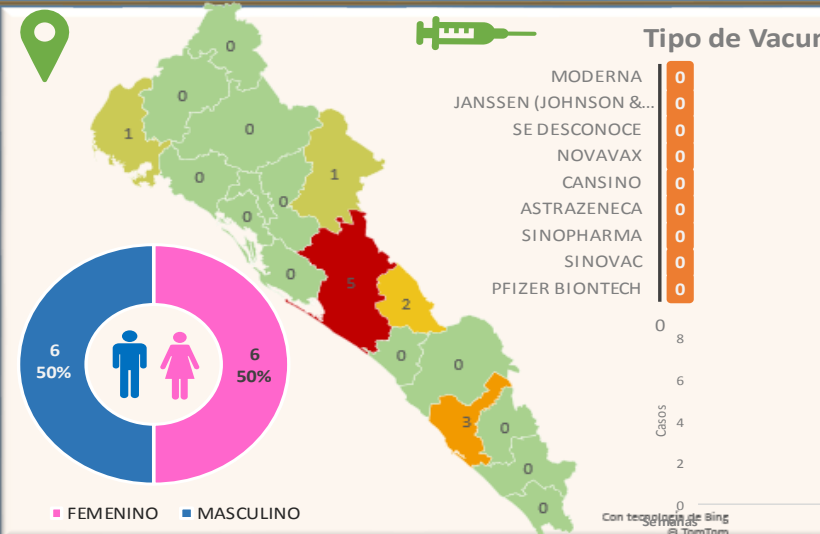 Tipo de Vacun
MODERNA 0
JANSSEN (JOHNSON &... 0
SE DESCONOCE 0
NOVAVAX 0
CANSINO 0
ASTRAZENECA 0
SINOPHARMA 0
SINOVAC 0
PFIZER BIONTECH 0
0
0
0
0
1
1
0
0
0
0
5
2
0
0
3
0
0
0
6
50%
6
50%
FEMENINO
MASCULINO
8
6
4
2
0
Casos
Semanas
Con tecnología de Bing
© TomTom